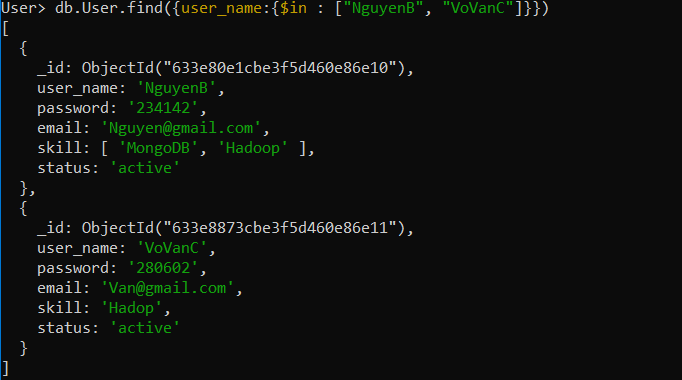 User> db.User.find({user_name:{$in : ["NguyenB", "VoVanC"]}})
[
  {
    _id: ObjectId("633e80e1cbe3f5d460e86e10"),
    user_name: 'NguyenB',
    password: '234142',
    email: 'Nguyen@gmail.com',
    skill: [ 'MongoDB', 'Hadoop' ],
    status: 'active'
  },
  {
    _id: ObjectId("633e8873cbe3f5d460e86e11"),
    user_name: 'VoVanC',
    password: '280602',
    email: 'Van@gmail.com',
    skill: 'Hadop',
    status: 'active'
  }
]